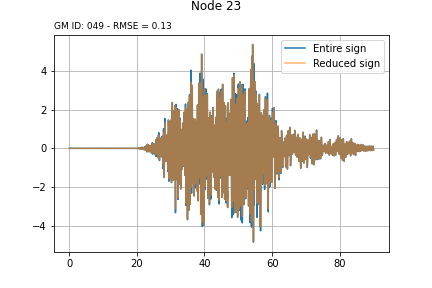 Node 23
GM ID: 049 - RMSE = 0.13
Entire sign
Reduced sign
4
2
0
−2
−4
0 20 40 60 80